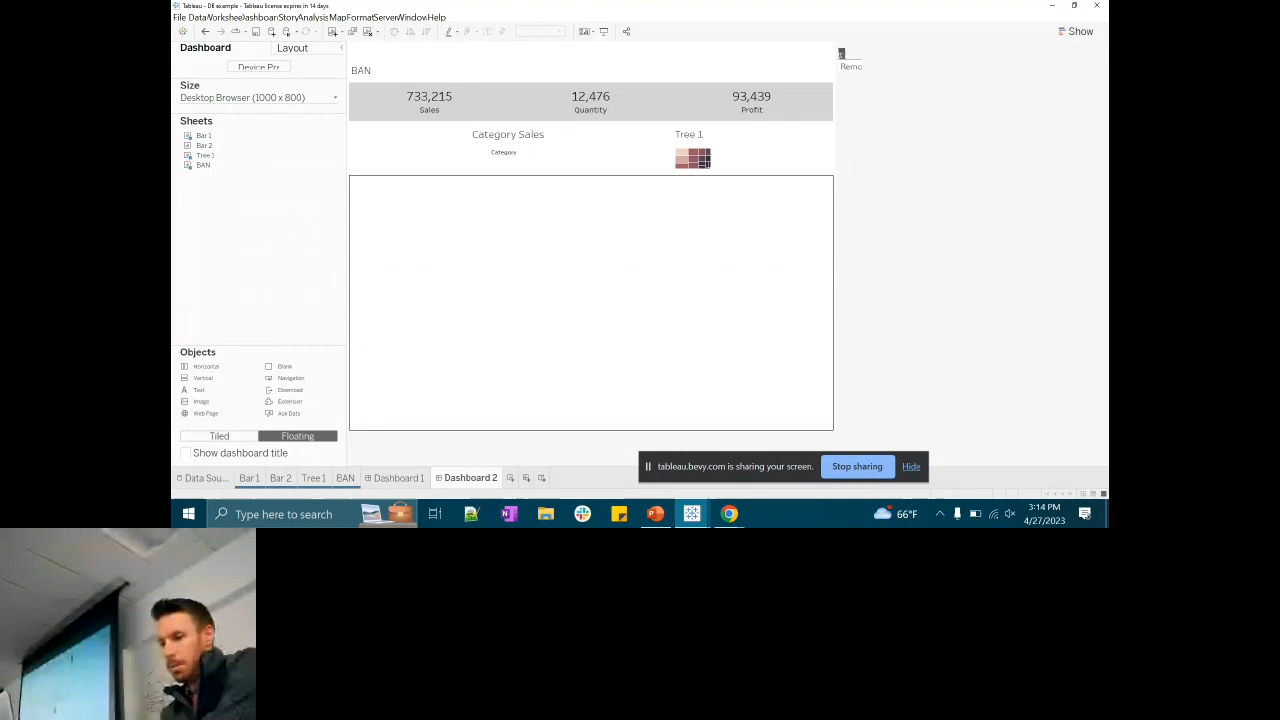 Tableau - DB example - Tableau license expires in 14 days
File Data Worksheet Dashboard Story Analysis Map Format Server Window Help
Show
Dashboard Layout
Device Pre
Size
Desktop Browser (1000 x 800)
Sheets
Bar 1
Bar 2
Tree 1
BAN
Objects
Horizontal Blank
Vertical Navigation
Text Download
Image Extension
Web Page Ask Data
Tiled Floating
Show dashboard title
BAN
733,215 12,476 93,439
Sales Quantity Profit
Category Sales Tree 1
Category
Remo
tableau.bevy.com is sharing your screen. Stop sharing Hide
Data Sou... Bar 1 Bar 2 Tree 1 BAN Dashboard 1 Dashboard 2
Type here to search
66°F
3:14 PM
4/27/2023